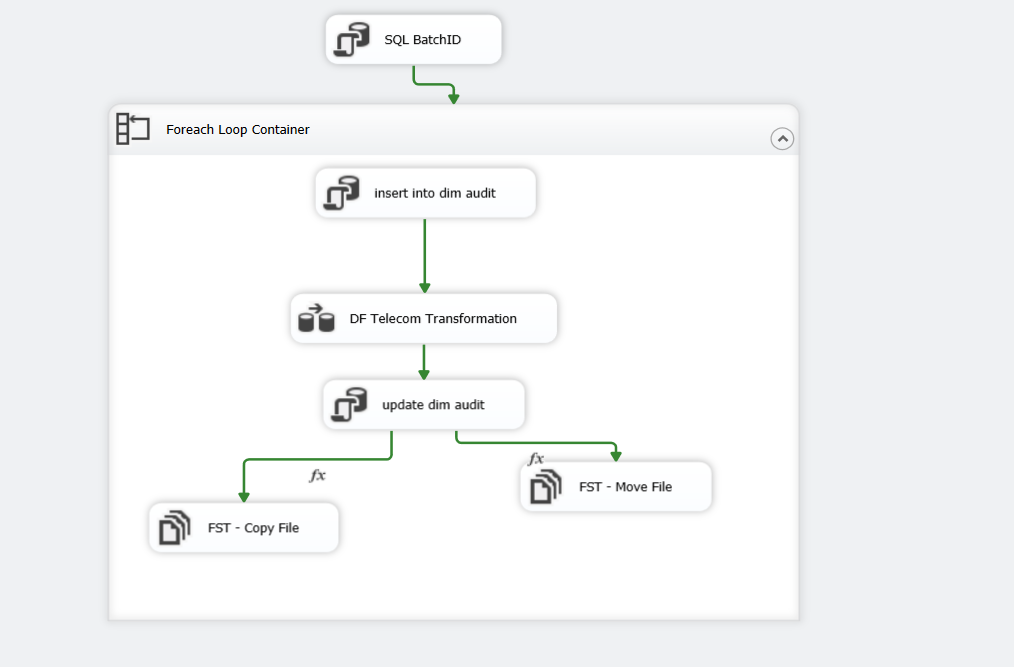 SQL BatchID
Foreach Loop Container
insert into dim audit
DF Telecom Transformation
update dim audit
fx
FST - Move File
fx
FST - Copy File